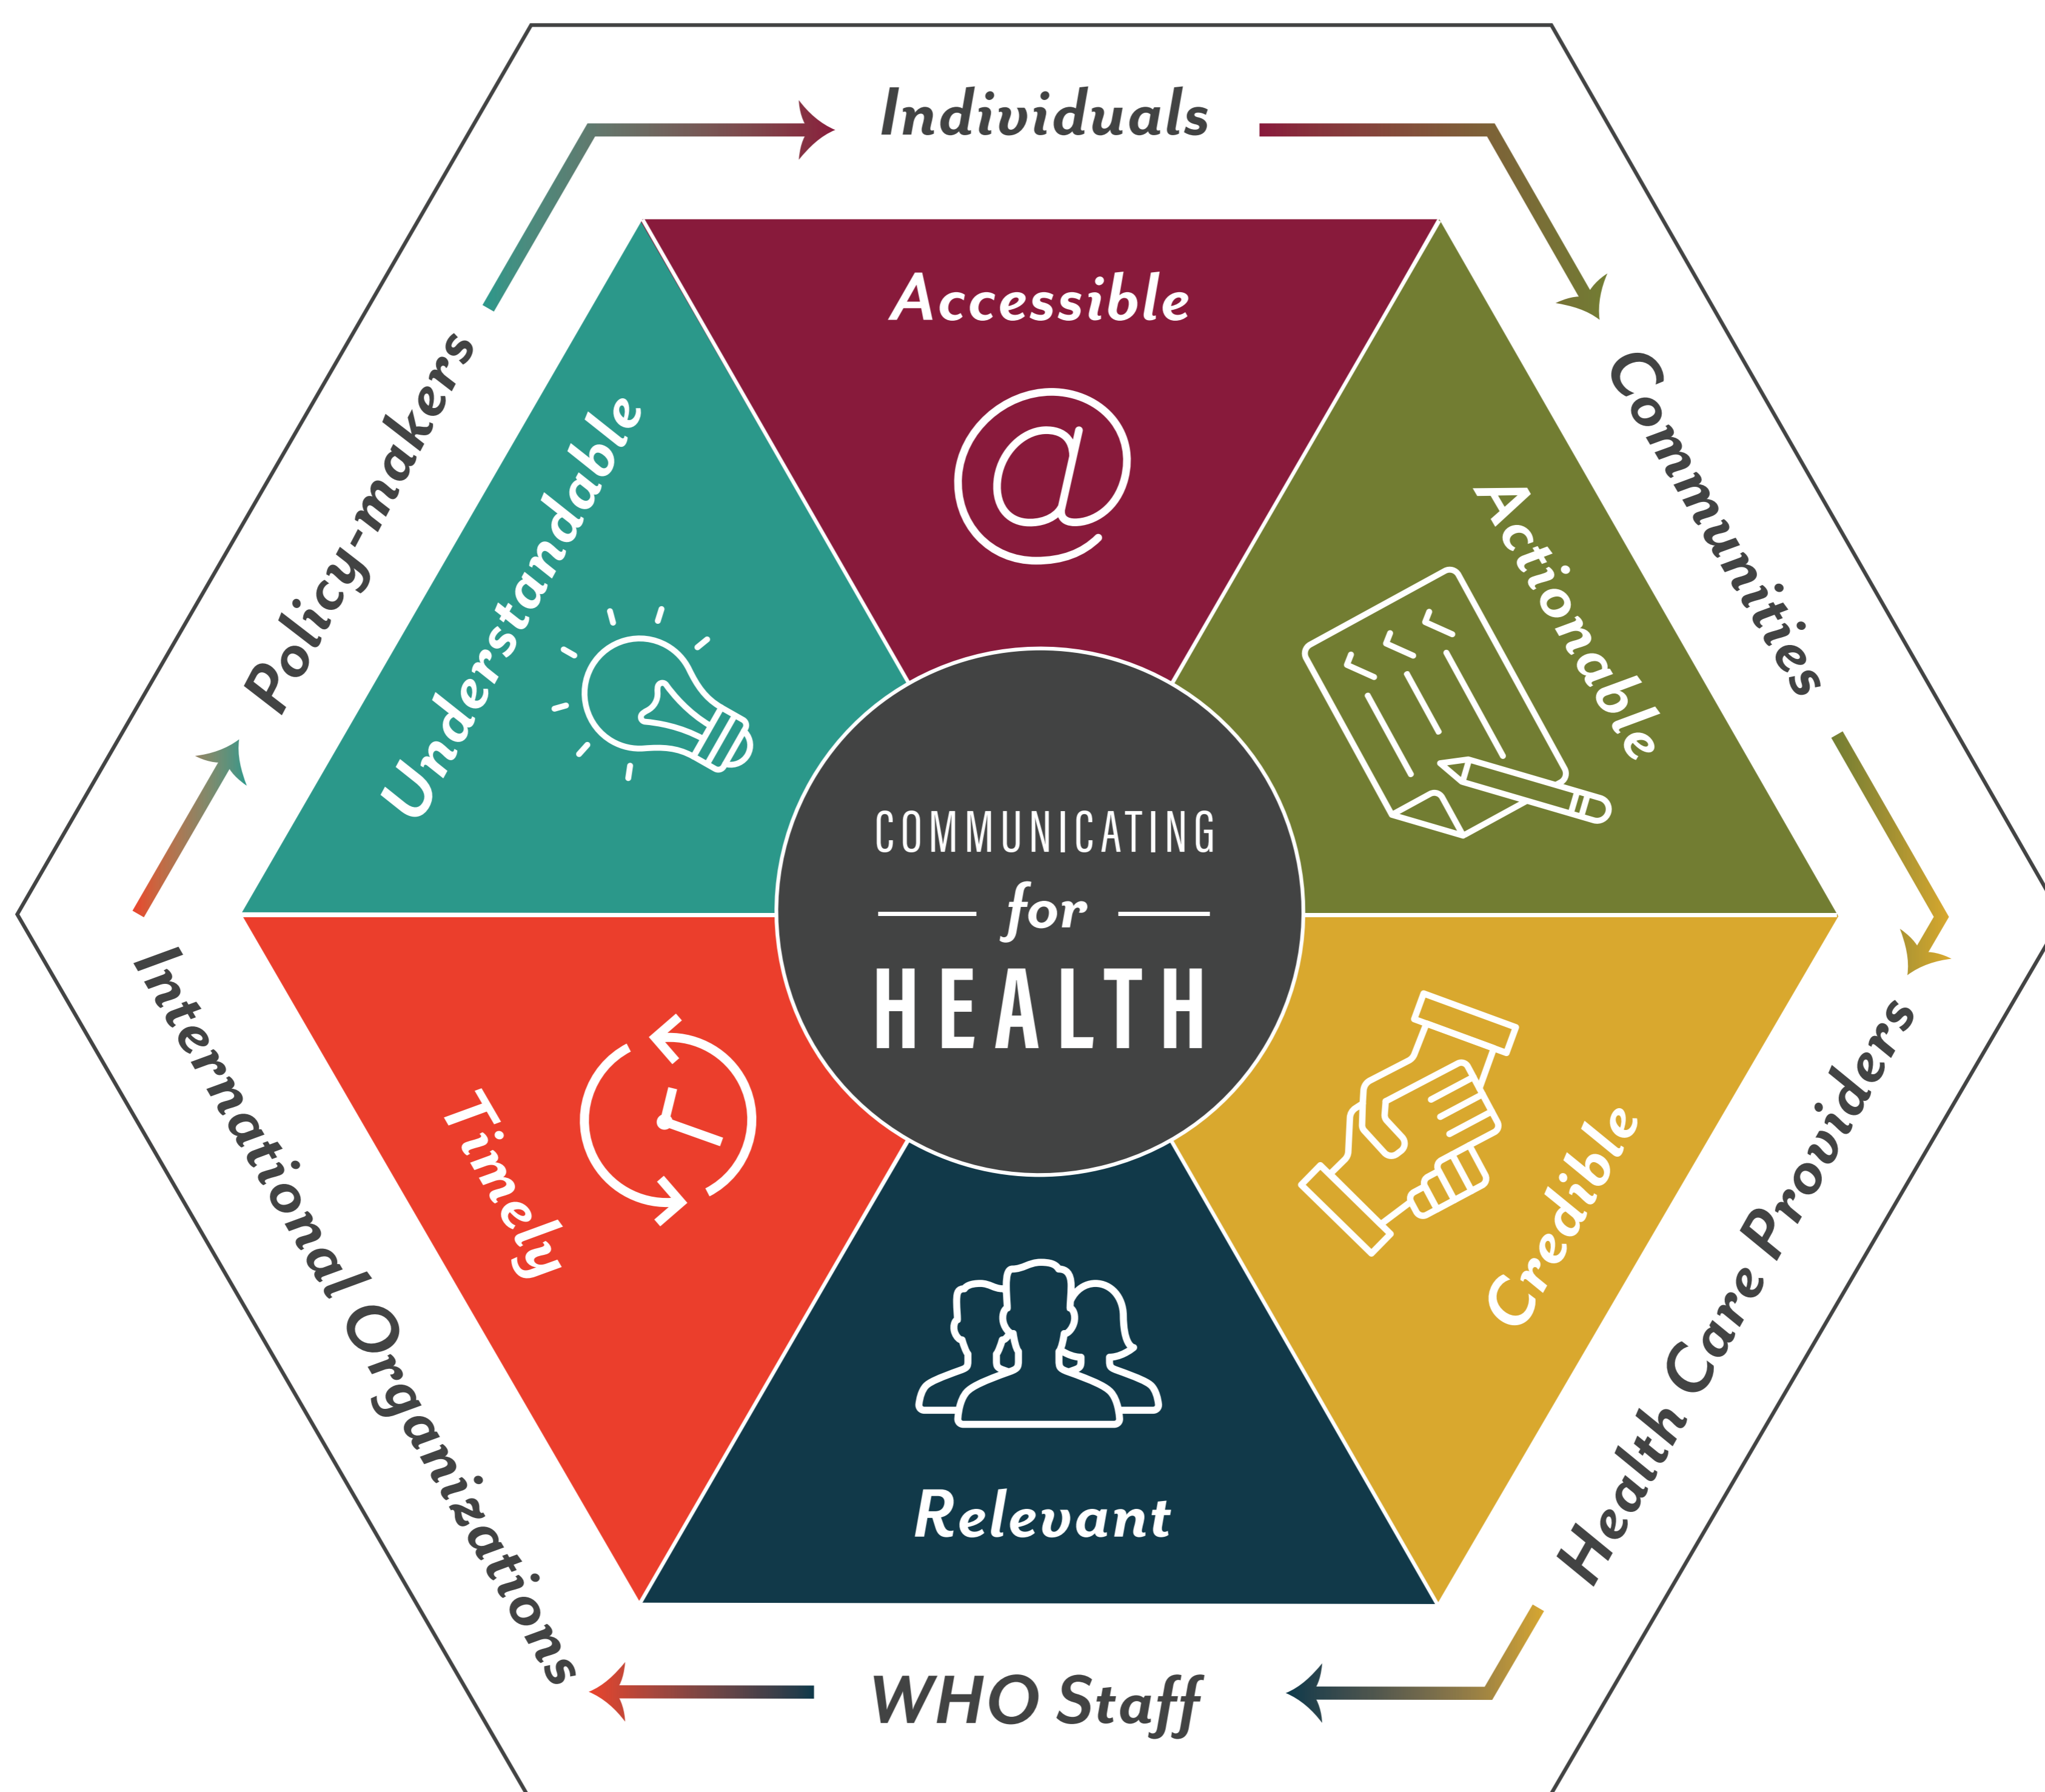 Individuals
Communities
Health Care Providers
WHO Staff
International Organizations
Policy-makers
Accessible
@
Actionable
Credible
Relevant
Timely
Understandable
COMMUNICATING
for
HEALTH